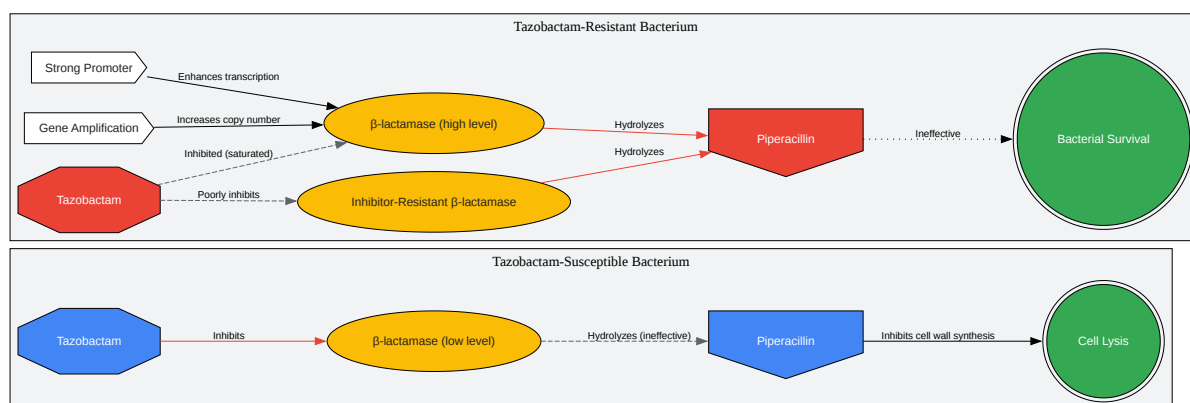 Tazobactam-Resistant Bacterium
Strong Promoter
Enhances transcription
Gene Amplification
Increases copy number
β-lactamase (high level)
Hydrolyzes
Piperacillin
Ineffective
Bacterial Survival
Inhibited (saturated)
Hydrolyzes
Tazobactam
Poorly inhibits
Inhibitor-Resistant β-lactamase
Tazobactam-Susceptible Bacterium
Tazobactam
Inhibits
β-lactamase (low level)
Hydrolyzes (ineffective)
Piperacillin
Inhibits cell wall synthesis
Cell Lysis